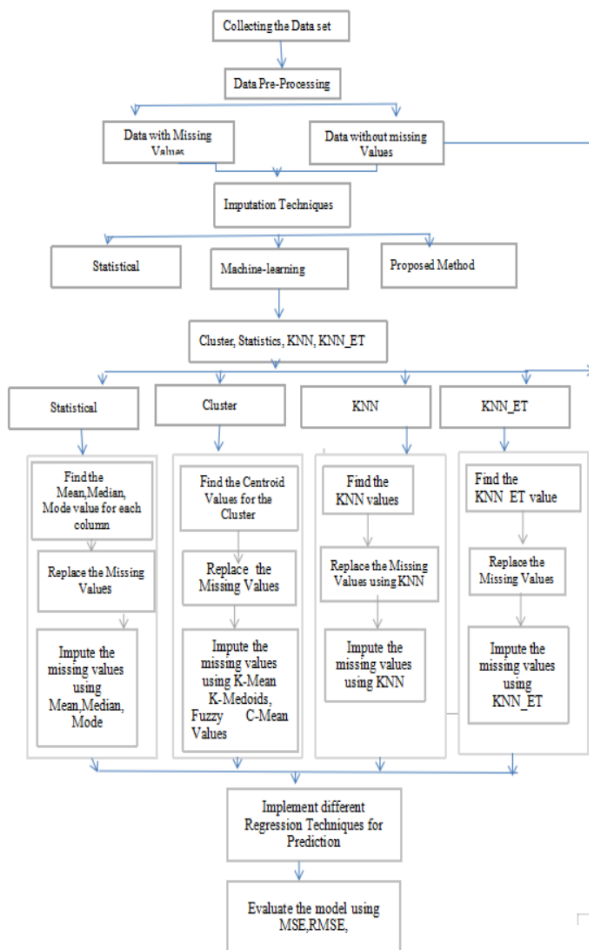 Collecting the Data set
Data Pre-Processing
Data with Missing
Values
Data without missing
Values
Imputation Techniques
Statistical
Machine-learning
Proposed Method
Cluster, Statistics, KNN, KNN_ET
Statistical
Cluster
KNN
KNN_ET
Find the
Mean,Median,
Mode value for each
column
Replace the Missing
Values
Impute the
missing values
using
Mean,Median,
Mode
Find the Centroid
Values for the
Cluster
Replace the
Missing Values
Impute the
missing values
using K-Mean
K-Medoids,
Fuzzy C-Mean
Values
Find the
KNN values
Replace the Missing
Values using KNN
Impute the
missing values
using KNN
Find the
KNN_ET value
Replace the
Missing Values
Impute the
missing values
using
KNN_ET
Implement different
Regression Techniques for
Prediction
Evaluate the model using
MSE,RMSE,